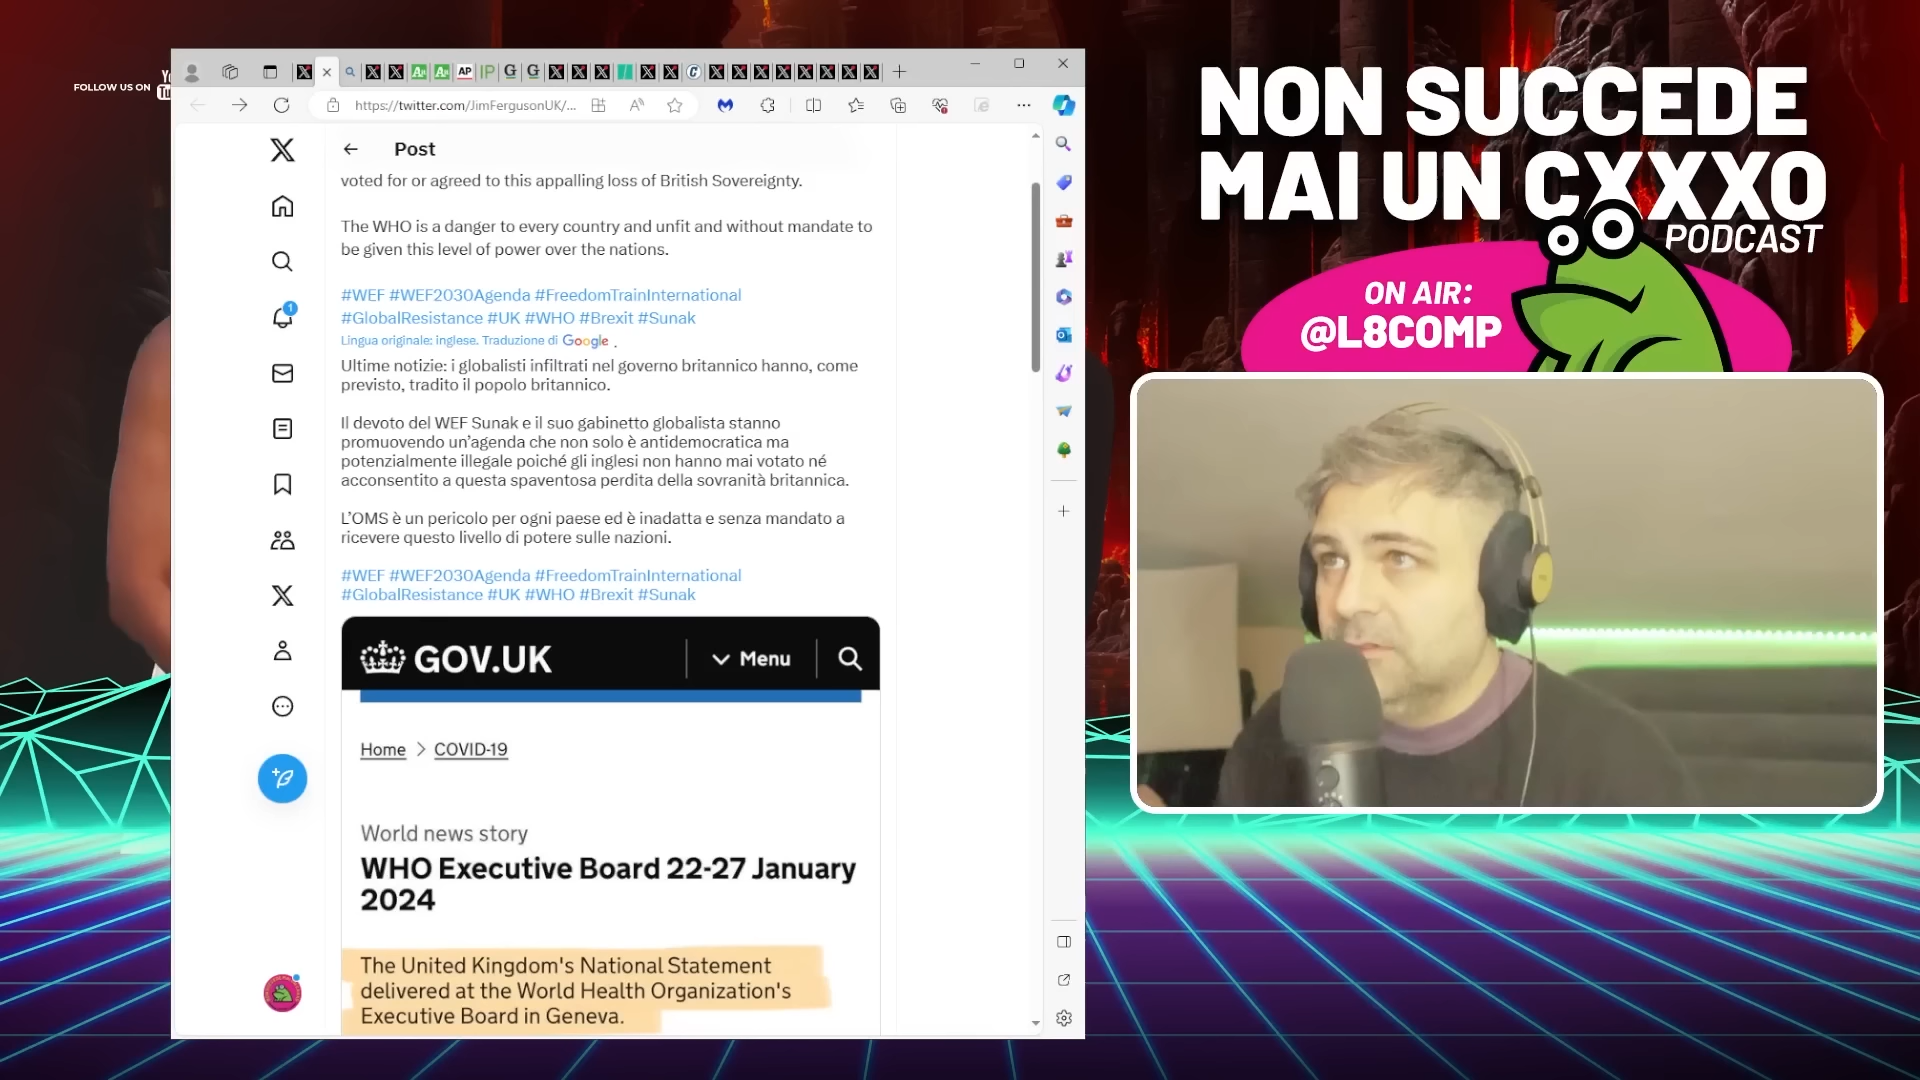 FOLLOW US ON
https://twitter.com/JimFergusonUK/...
Post
voted for or agreed to this appalling loss of British Sovereignty.
The WHO is a danger to every country and unfit and without mandate to
be given this level of power over the nations.
#WEF #WEF2030Agenda #FreedomTrainInternational
#GlobalResistance #UK #WHO #Brexit #Sunak
Lingua originale: inglese. Traduzione di Google .
Ultime notizie: i globalisti infiltrati nel governo britannico hanno, come
previsto, tradito il popolo britannico.
Il devoto del WEF Sunak e il suo gabinetto globalista stanno
promuovendo un'agenda che non solo è antidemocratica ma
potenzialmente illegale poiché gli inglesi non hanno mai votato né
acconsentito a questa spaventosa perdita della sovranità britannica.
L'OMS è un pericolo per ogni paese ed è inadatta e senza mandato a
ricevere questo livello di potere sulle nazioni.
#WEF #WEF2030Agenda #FreedomTrainInternational
#GlobalResistance #UK #WHO #Brexit #Sunak
GOV.UK
Menu
Home > COVID-19
World news story
WHO Executive Board 22-27 January
2024
The United Kingdom's National Statement
delivered at the World Health Organization's
Executive Board in Geneva.
NON SUCCEDE
MAI UN CXXXO
PODCAST
ON AIR:
@L8COMP